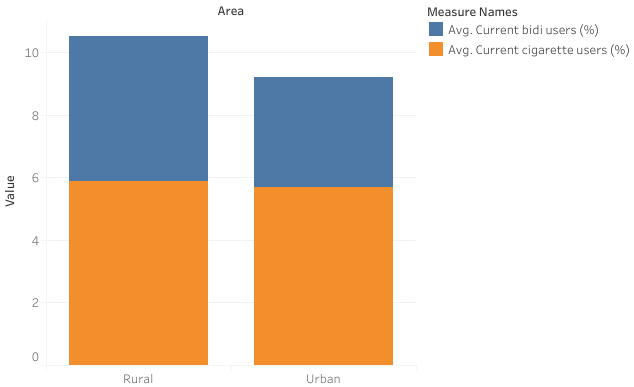 Area
Measure Names
Avg. Current bidi users (%)
Avg. Current cigarette users (%)
Value
10
8
6
4
2
0
Rural
Urban